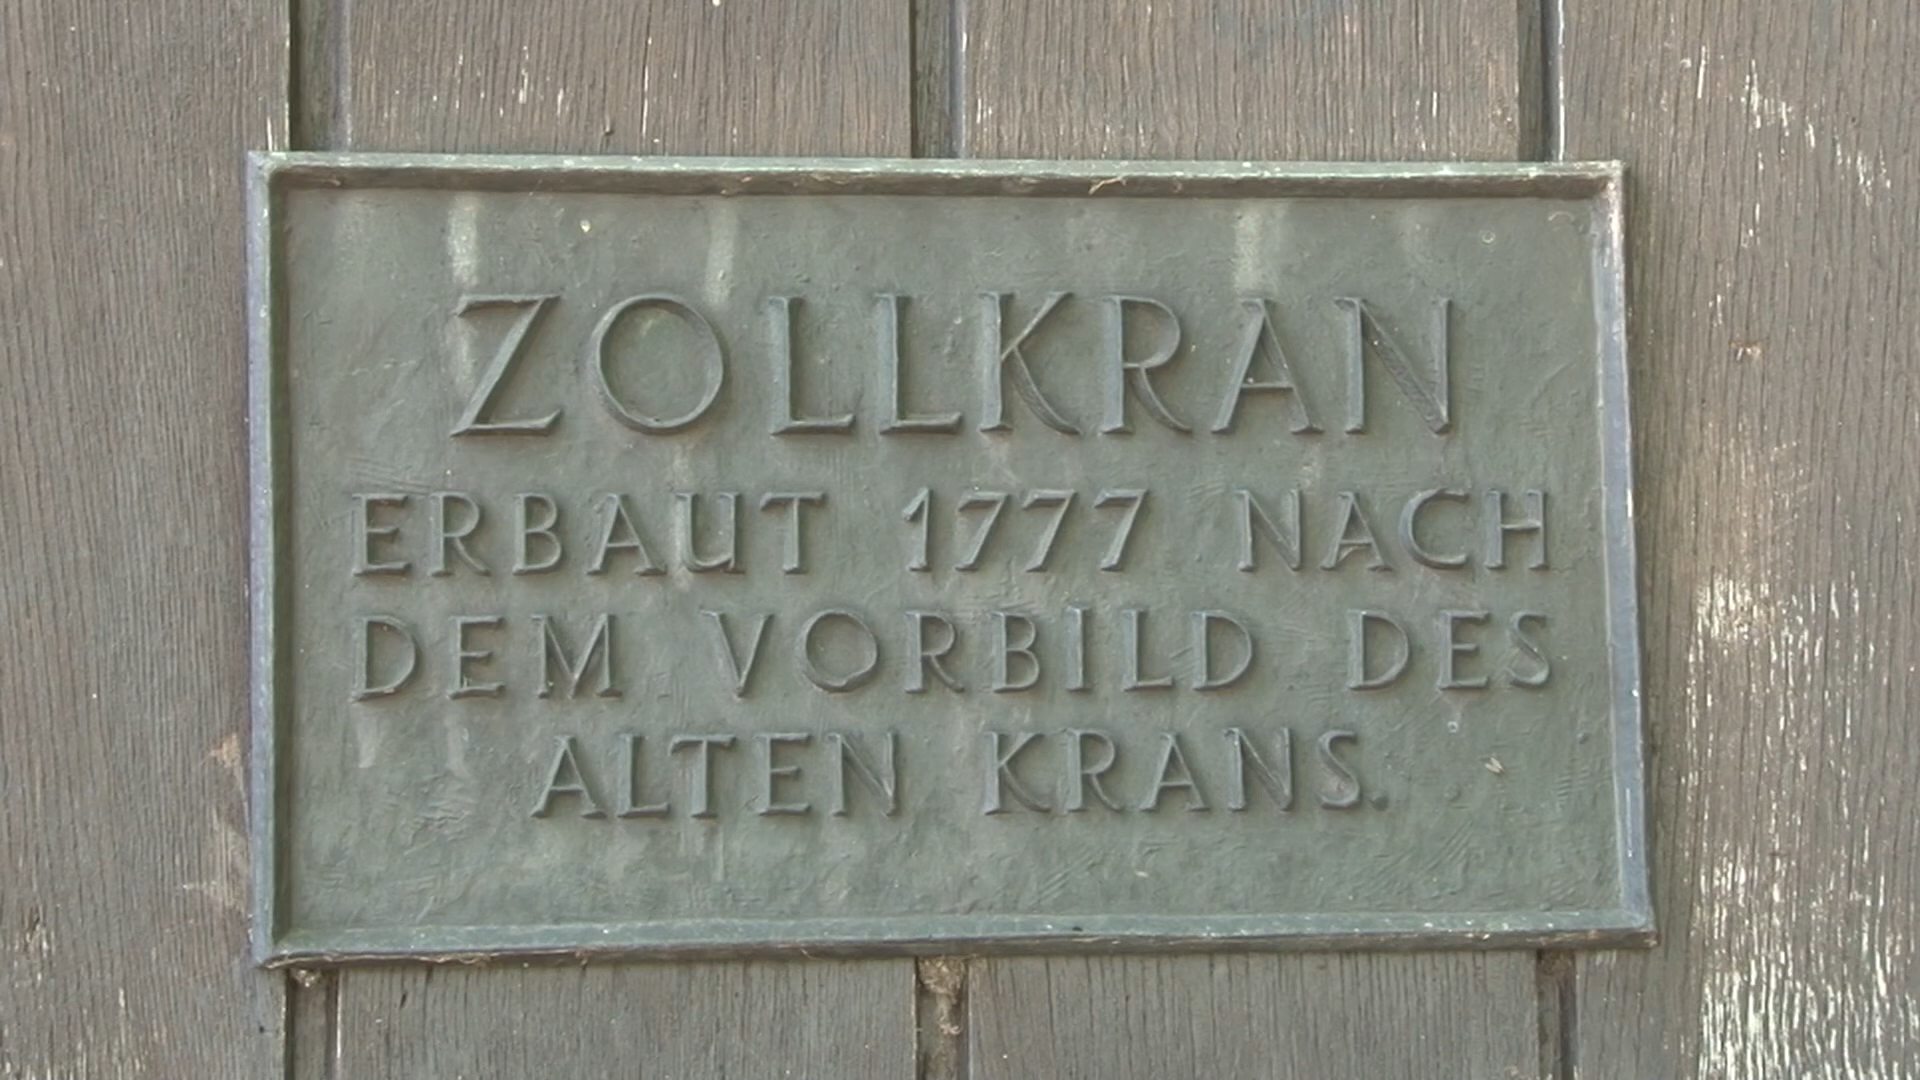 ZOLLKRAN
ERBAUT 1777 NACH
DEM VORBILD DES
ALTEN KRANS.